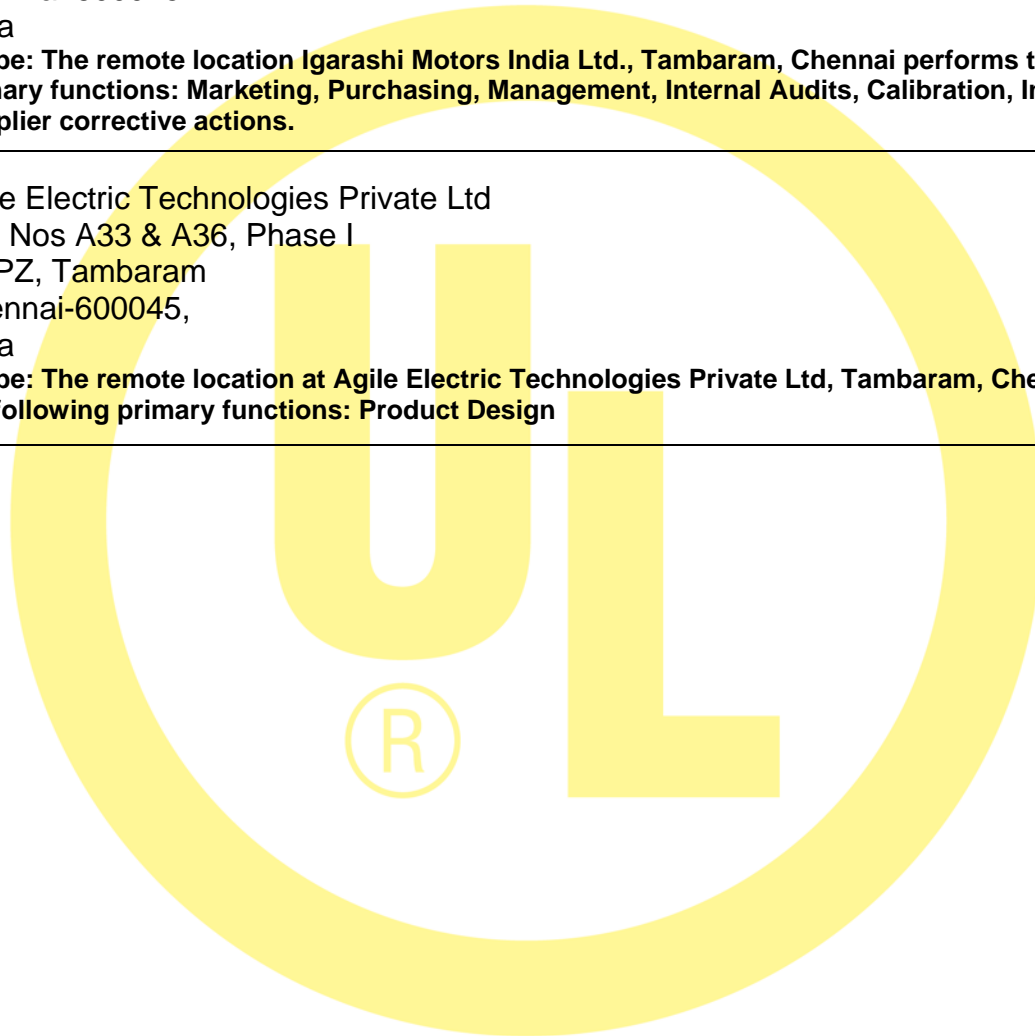 a
pe: The remote location Igarashi Motors India Ltd., Tambaram, Chennai performs t
nary functions: Marketing, Purchasing, Management, Internal Audits, Calibration, In
plier corrective actions.
e Electric Technologies Private Ltd
Nos A33 & A36, Phase I
PZ, Tambaram
ennai-600045,
a
pe: The remote location at Agile Electric Technologies Private Ltd, Tambaram, Che
following primary functions: Product Design
UL
®